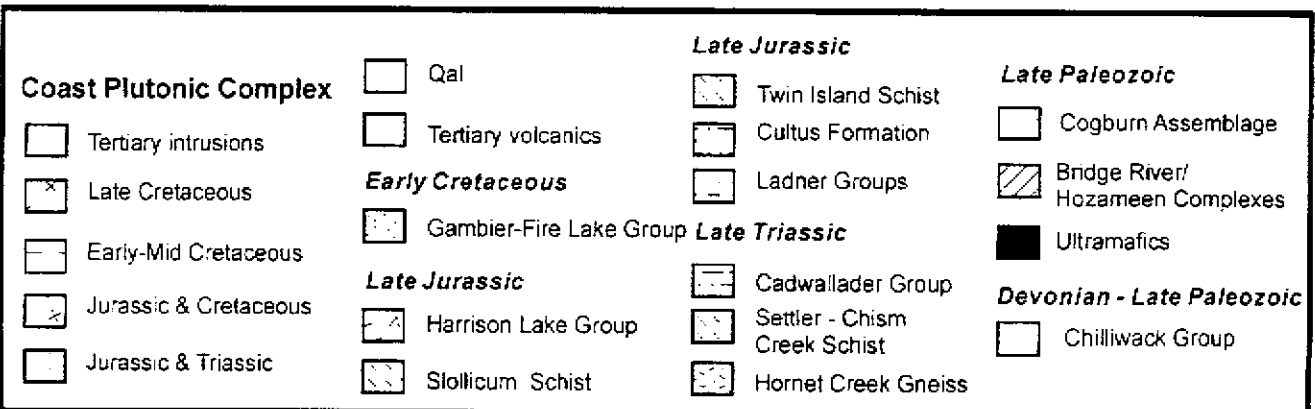 Coast Plutonic Complex
Tertiary intrusions
Late Cretaceous
Early-Mid Cretaceous
Jurassic & Cretaceous
Jurassic & Triassic
Qal
Tertiary volcanics
Early Cretaceous
Gambier-Fire Lake Group
Late Jurassic
Harrison Lake Group
Slollicum Schist
Late Jurassic
Twin Island Schist
Cultus Formation
Ladner Groups
Late Triassic
Cadwallader Group
Settler - Chism
Creek Schist
Hornet Creek Gneiss
Late Paleozoic
Cogburn Assemblage
Bridge River/
Hozameen Complexes
Ultramafics
Devonian - Late Paleozoic
Chilliwack Group